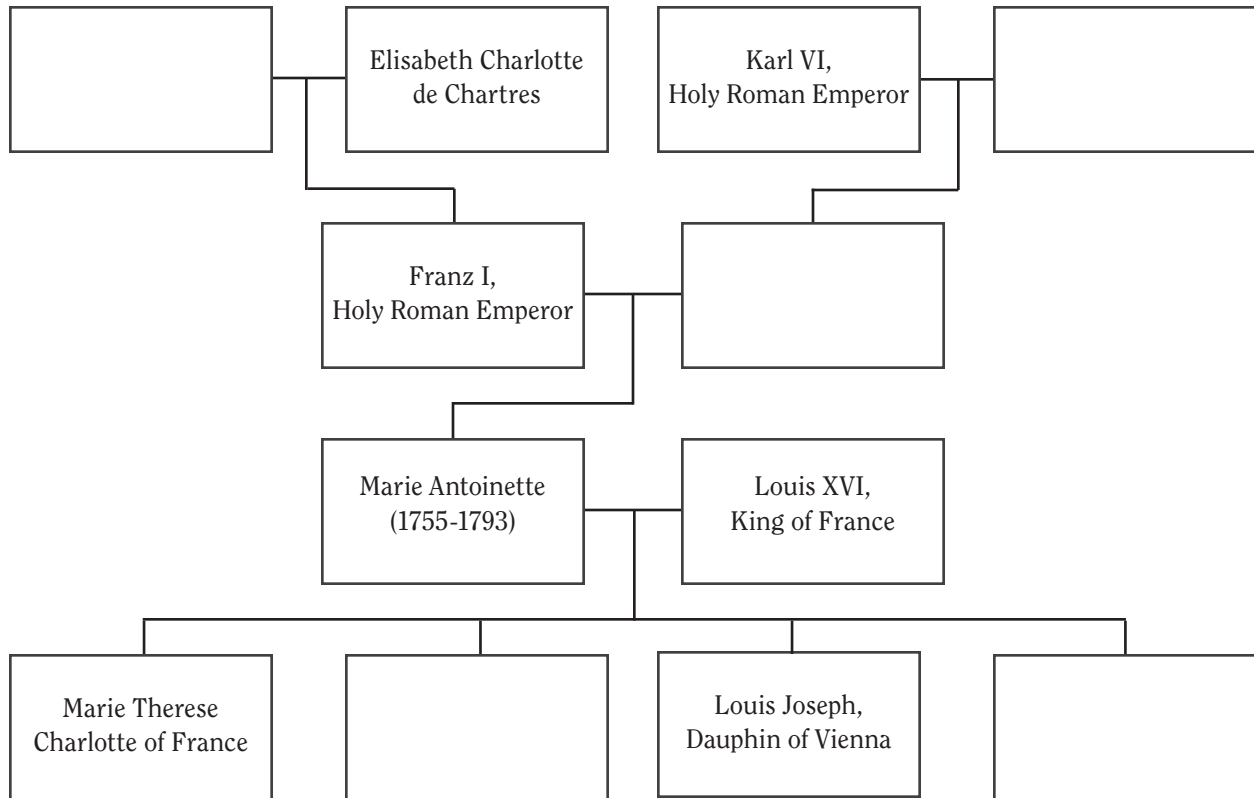 Elisabeth Charlotte
de Chartres
Karl VI,
Holy Roman Emperor
Franz I,
Holy Roman Emperor
Marie Antoinette
(1755-1793)
Louis XVI,
King of France
Marie Therese
Charlotte of France
Louis Joseph,
Dauphin of Vienna